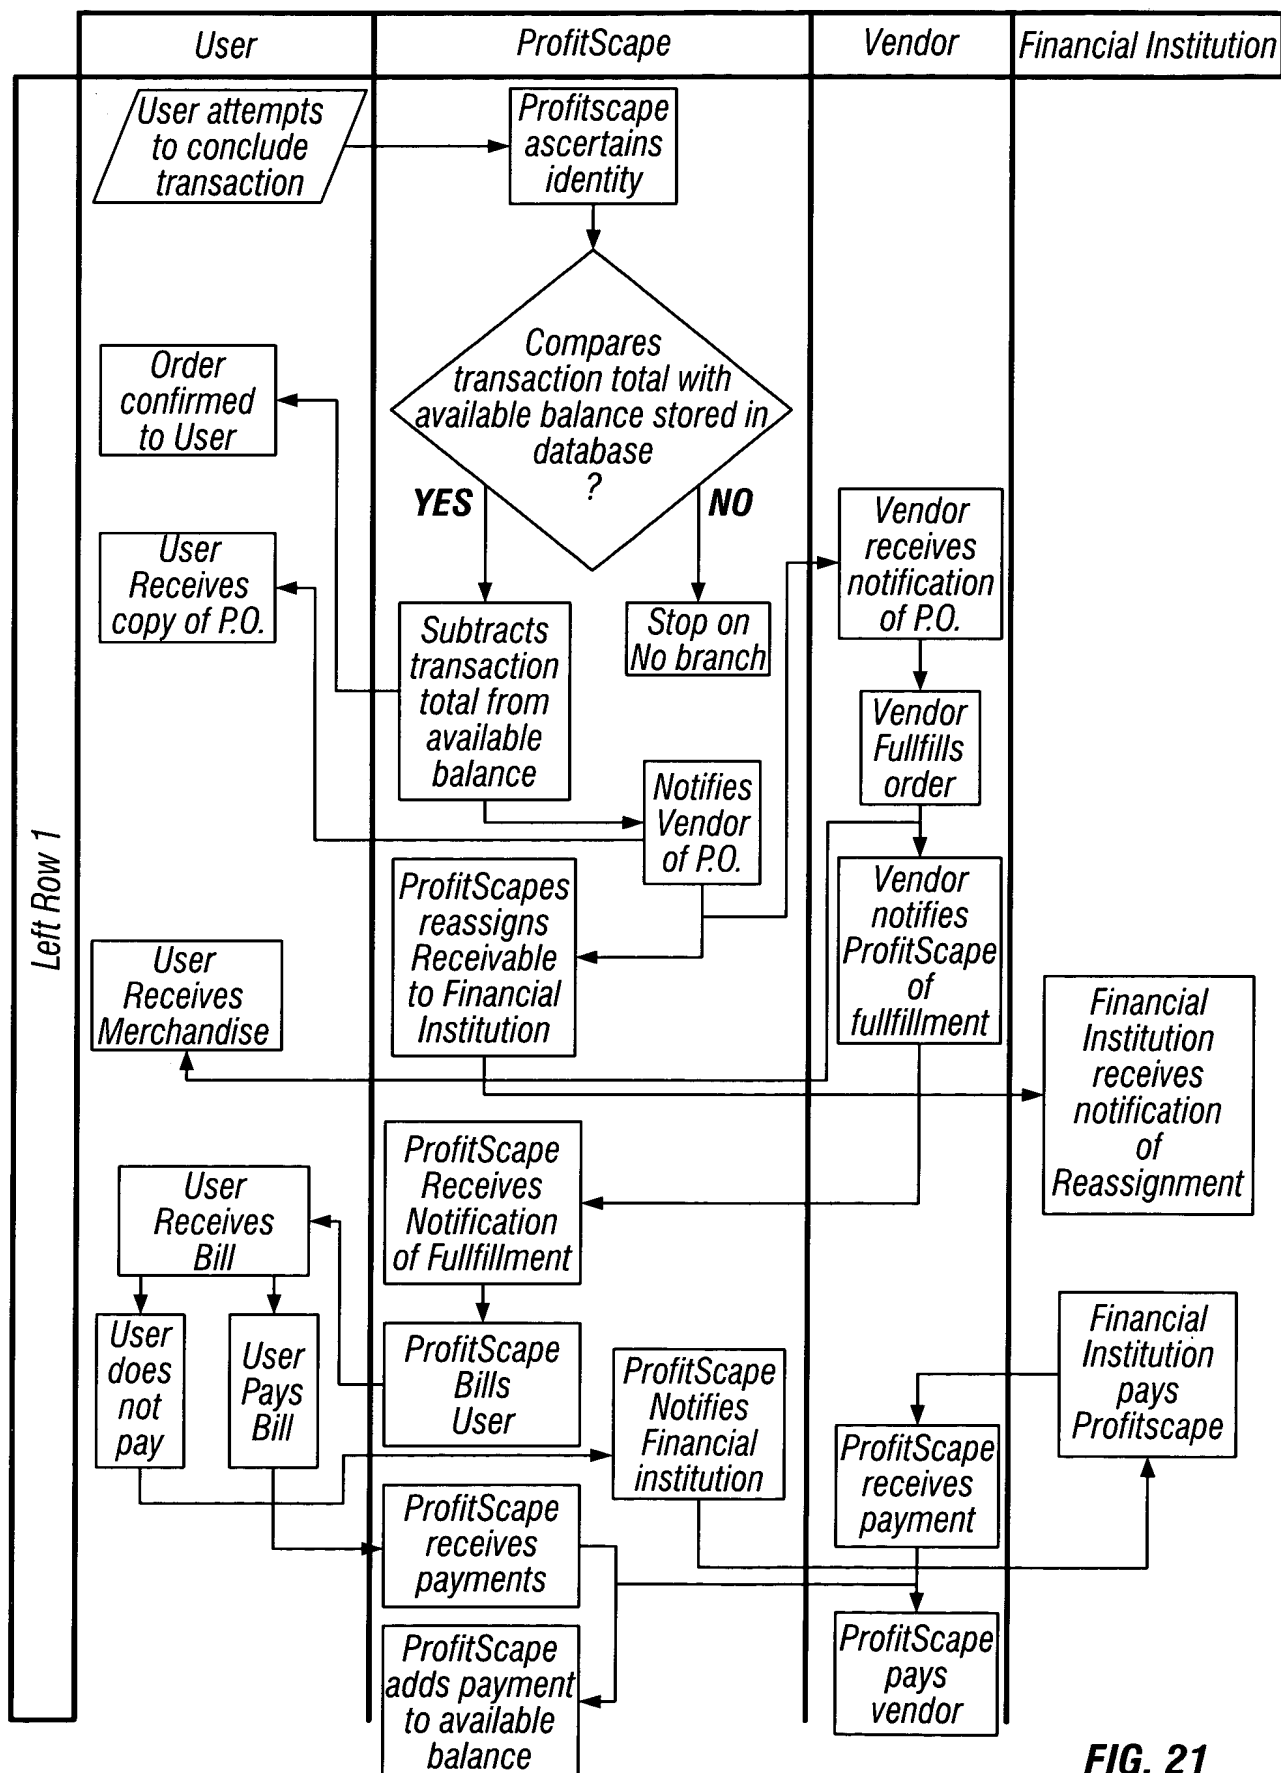 User
ProfitScape
Vendor
Financial Institution
Left Row 1
User attempts
to conclude
transaction
Profitscape
ascertains
identity
Compares
transaction total with
available balance stored in
database
?
YES
NO
Order
confirmed
to User
User
Receives
copy of P.O.
Subtracts
transaction
total from
available
balance
Stop on
No branch
Vendor
receives
notification
of P.O.
Vendor
Fullfills
order
Notifies
Vendor
of P.O.
ProfitScapes
reassigns
Receivable
to Financial
Institution
Vendor
notifies
ProfitScape
of
fullfillment
User
Receives
Merchandise
Financial
Institution
receives
notification
of
Reassignment
ProfitScape
Receives
Notification
of Fullfillment
User
Receives
Bill
User
does
not
pay
User
Pays
Bill
ProfitScape
Bills
User
ProfitScape
Notifies
Financial
institution
Financial
Institution
pays
Profitscape
ProfitScape
receives
payment
ProfitScape
receives
payments
ProfitScape
adds payment
to available
balance
ProfitScape
pays
vendor
FIG. 21